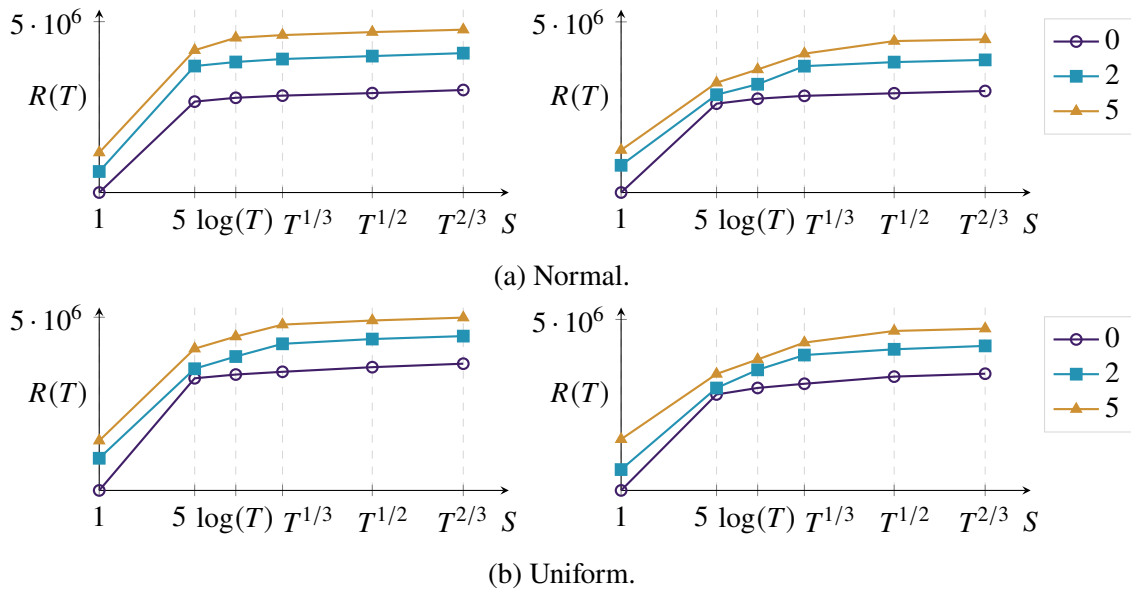 5 · 10^6
R(T)
1 5 log(T) T^{1/3} T^{1/2} T^{2/3} S
5 · 10^6
R(T)
1 5 log(T) T^{1/3} T^{1/2} T^{2/3} S
0
2
5
(a) Normal.
5 · 10^6
R(T)
1 5 log(T) T^{1/3} T^{1/2} T^{2/3} S
5 · 10^6
R(T)
1 5 log(T) T^{1/3} T^{1/2} T^{2/3} S
0
2
5
(b) Uniform.